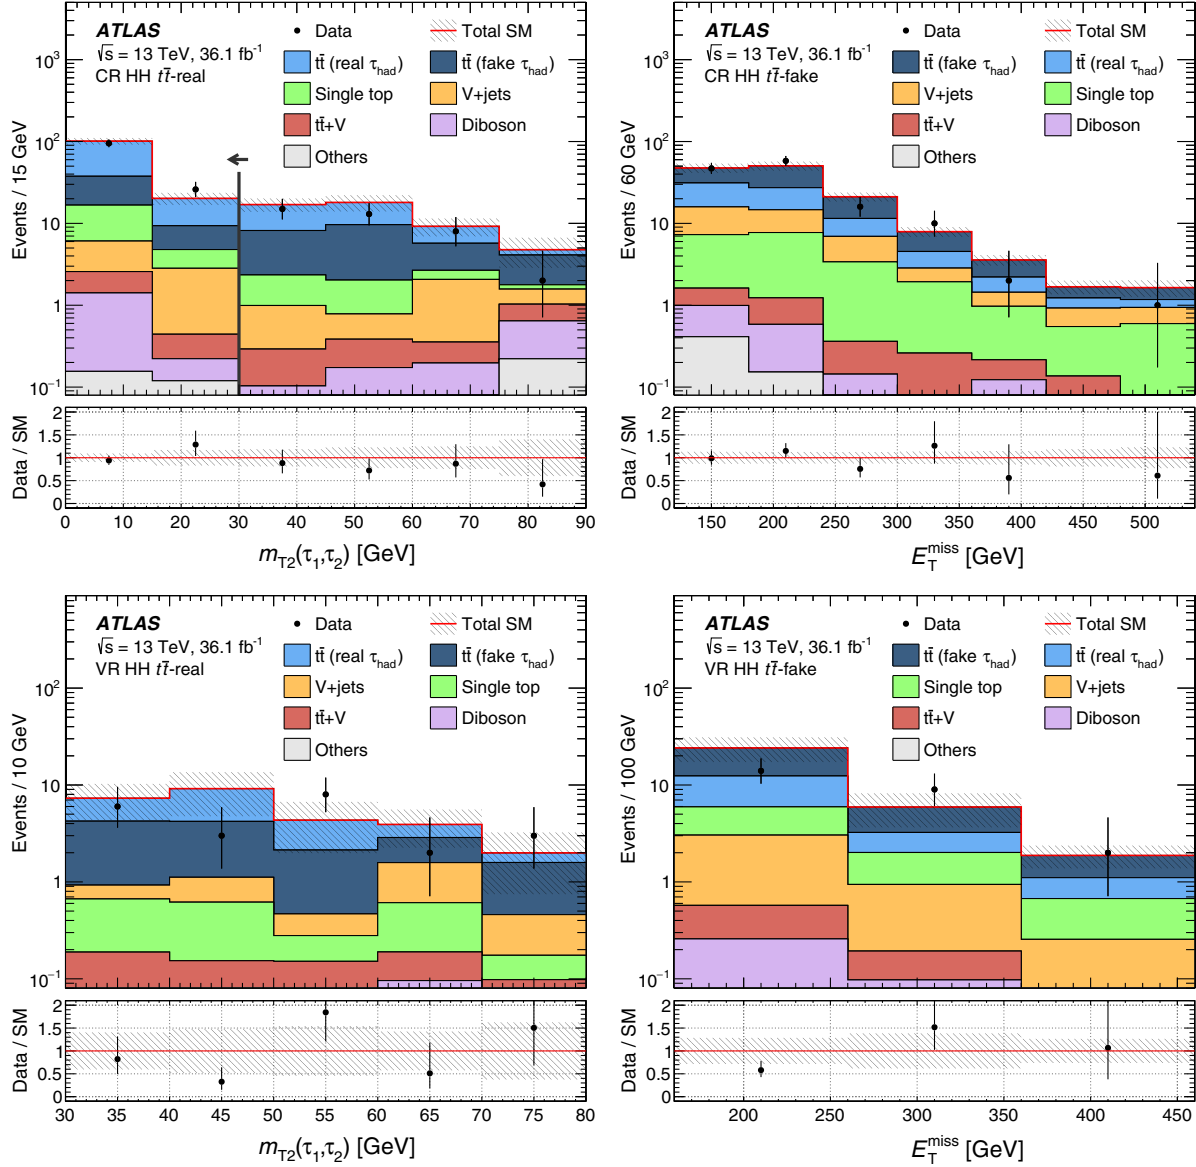 ATLAS
√s = 13 TeV, 36.1 fb⁻¹
CR HH tt̄-real
Data
Total SM
tt̄ (real τhad)
tt̄ (fake τhad)
Single top
V+jets
tt̄+V
Diboson
Others
Events / 15 GeV
10³
10²
10
1
10⁻¹
Data / SM
2
1.5
1
0.5
0
0 10 20 30 40 50 60 70 80 90
mT2(τ1,τ2) [GeV]
ATLAS
√s = 13 TeV, 36.1 fb⁻¹
CR HH tt̄-fake
Data
Total SM
tt̄ (fake τhad)
tt̄ (real τhad)
V+jets
Single top
tt̄+V
Diboson
Others
Events / 60 GeV
10³
10²
10
1
10⁻¹
Data / SM
2
1.5
1
0.5
0
150 200 250 300 350 400 450 500
ETmiss [GeV]
ATLAS
√s = 13 TeV, 36.1 fb⁻¹
VR HH tt̄-real
Data
Total SM
tt̄ (real τhad)
tt̄ (fake τhad)
V+jets
Single top
tt̄+V
Diboson
Others
Events / 10 GeV
10²
10
1
10⁻¹
Data / SM
2
1.5
1
0.5
0
30 35 40 45 50 55 60 65 70 75 80
mT2(τ1,τ2) [GeV]
ATLAS
√s = 13 TeV, 36.1 fb⁻¹
VR HH tt̄-fake
Data
Total SM
tt̄ (fake τhad)
tt̄ (real τhad)
Single top
V+jets
tt̄+V
Diboson
Others
Events / 100 GeV
10²
10
1
10⁻¹
Data / SM
2
1.5
1
0.5
0
200 250 300 350 400 450
ETmiss [GeV]